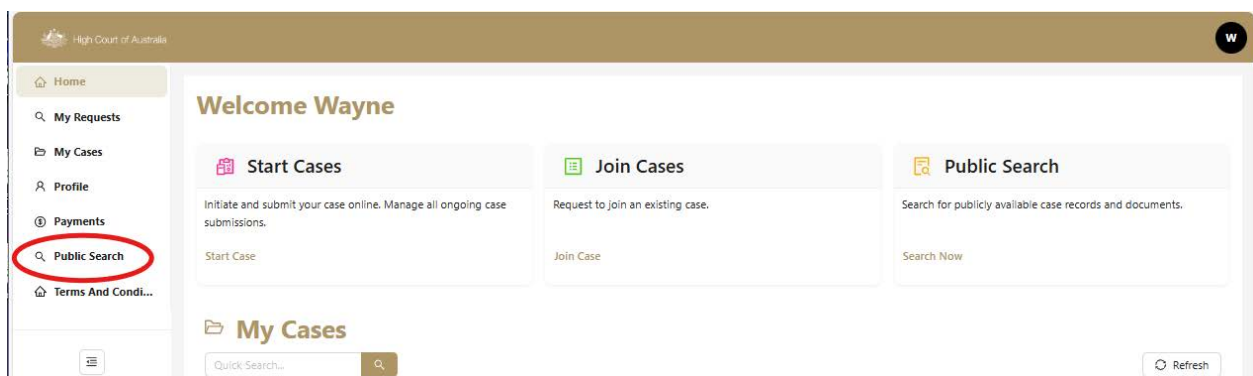 High Court of Australia
W
Home
My Requests
My Cases
Profile
Payments
Public Search
Terms And Condi...
Welcome Wayne
Start Cases
Initiate and submit your case online. Manage all ongoing case
submissions.
Start Case
Join Cases
Request to join an existing case.
Join Case
Public Search
Search for publicly available case records and documents.
Search Now
My Cases
Quick Search...
Refresh